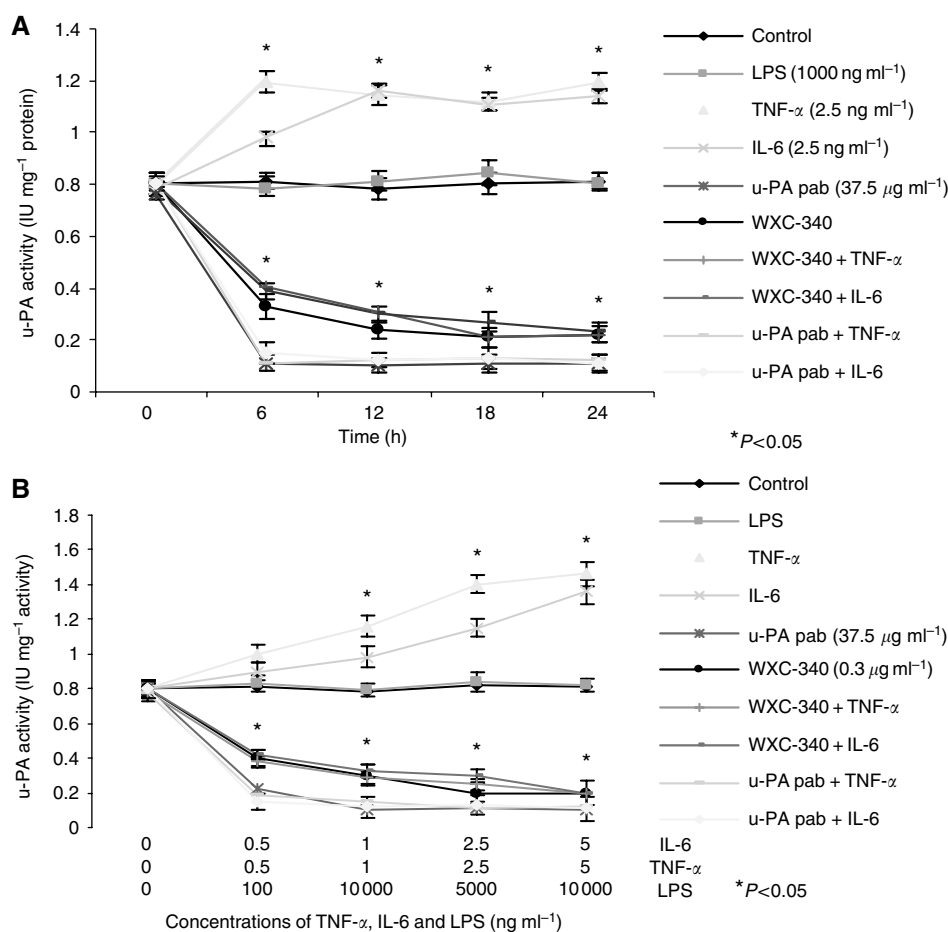 A
u-PA activity (IU mg⁻¹ protein)
1.4
1.2
1
0.8
0.6
0.4
0.2
0
* * * *
* * * *
0 6 12 18 24
Time (h)
Control
LPS (1000 ng ml⁻¹)
TNF-α (2.5 ng ml⁻¹)
IL-6 (2.5 ng ml⁻¹)
u-PA pab (37.5 μg ml⁻¹)
WXC-340
WXC-340 + TNF-α
WXC-340 + IL-6
u-PA pab + TNF-α
u-PA pab + IL-6
*P<0.05
B
u-PA activity (IU mg⁻¹ activity)
1.8
1.6
1.4
1.2
1.0
0.8
0.6
0.4
0.2
0
* * *
* * * *
0 0.5 1 2.5 5 IL-6
0 0.5 1 2.5 5 TNF-α
0 100 10000 5000 10000 LPS
Concentrations of TNF-α, IL-6 and LPS (ng ml⁻¹)
Control
LPS
TNF-α
IL-6
u-PA pab (37.5 μg ml⁻¹)
WXC-340 (0.3 μg ml⁻¹)
WXC-340 + TNF-α
WXC-340 + IL-6
u-PA pab + TNF-α
u-PA pab + IL-6
*P<0.05